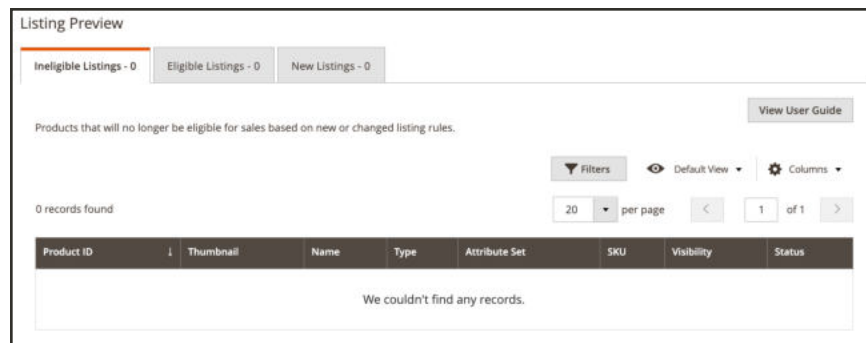 Listing Preview
Ineligible Listings - 0 Eligible Listings - 0 New Listings - 0
View User Guide
Products that will no longer be eligible for sales based on new or changed listing rules.
Filters Default View Columns
0 records found 20 per page 1 of 1
Product ID ↓ Thumbnail Name Type Attribute Set SKU Visibility Status
We couldn't find any records.